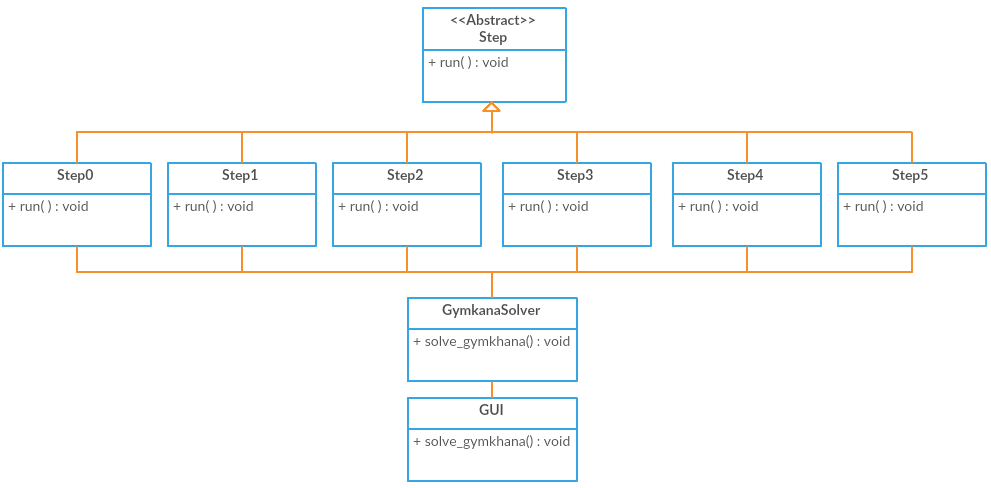 <<Abstract>>
Step
+ run( ) : void
Step0
+ run( ) : void
Step1
+ run( ) : void
Step2
+ run( ) : void
Step3
+ run( ) : void
Step4
+ run( ) : void
Step5
+ run( ) : void
GymkanaSolver
+ solve_gymkhana() : void
GUI
+ solve_gymkhana() : void